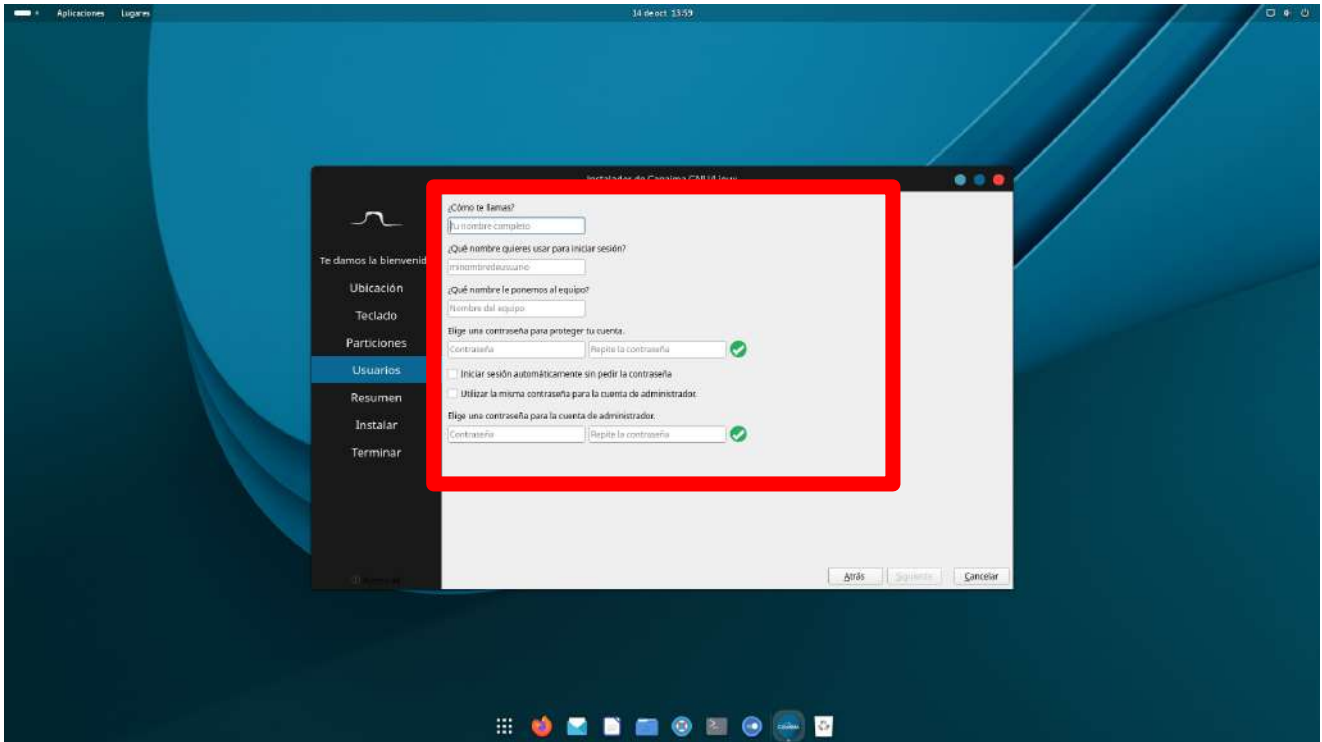 Aplicaciones Lugares 14 de oct 13:59
Instalador de Canaima GNU/Linux
Te damos la bienvenid
Ubicación
Teclado
Particiones
Usuarios
Resumen
Instalar
Terminar
¿Cómo te llamas?
Tu nombre completo
¿Qué nombre quieres usar para iniciar sesión?
minombredeusuario
¿Qué nombre le ponemos al equipo?
Nombre del equipo
Elige una contraseña para proteger tu cuenta.
Contraseña Repite la contraseña
Iniciar sesión automáticamente sin pedir la contraseña
Utilizar la misma contraseña para la cuenta de administrador.
Elige una contraseña para la cuenta de administrador.
Contraseña Repite la contraseña
Atrás Siguiente Cancelar